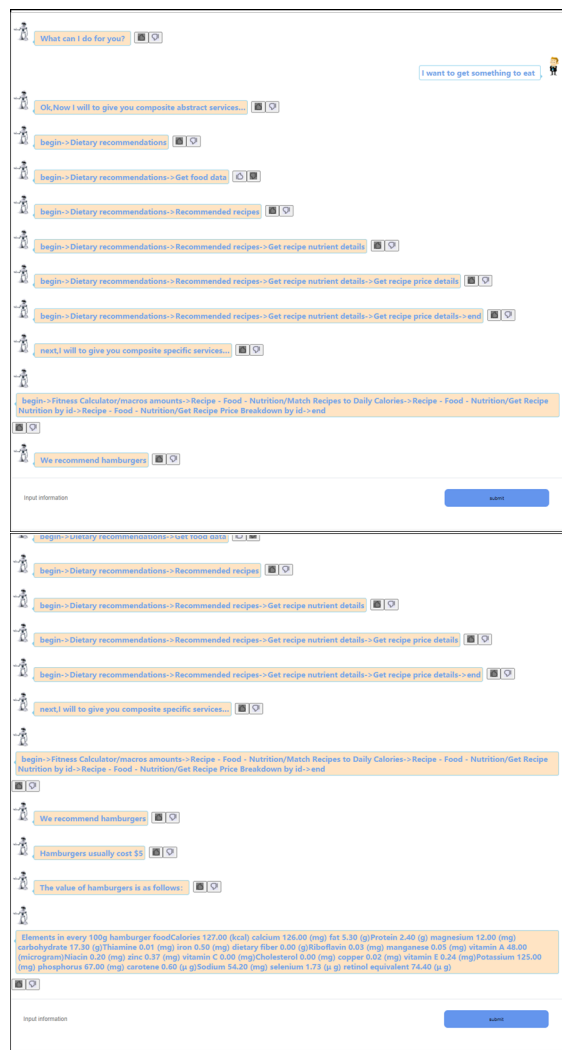 What can I do for you?
I want to get something to eat
Ok,Now I will to give you composite abstract services...
begin->Dietary recommendations
begin->Dietary recommendations->Get food data
begin->Dietary recommendations->Recommended recipes
begin->Dietary recommendations->Recommended recipes->Get recipe nutrient details
begin->Dietary recommendations->Recommended recipes->Get recipe nutrient details->Get recipe price details
begin->Dietary recommendations->Recommended recipes->Get recipe nutrient details->Get recipe price details->end
next,I will to give you composite specific services...
begin->Fitness Calculator/macros amounts->Recipe - Food - Nutrition/Match Recipes to Daily Calories->Recipe - Food - Nutrition/Get Recipe
Nutrition by id->Recipe - Food - Nutrition/Get Recipe Price Breakdown by id->end
We recommend hamburgers
Input information
submit
begin->Dietary recommendations->Get food data
begin->Dietary recommendations->Recommended recipes
begin->Dietary recommendations->Recommended recipes->Get recipe nutrient details
begin->Dietary recommendations->Recommended recipes->Get recipe nutrient details->Get recipe price details
begin->Dietary recommendations->Recommended recipes->Get recipe nutrient details->Get recipe price details->end
next,I will to give you composite specific services...
begin->Fitness Calculator/macros amounts->Recipe - Food - Nutrition/Match Recipes to Daily Calories->Recipe - Food - Nutrition/Get Recipe
Nutrition by id->Recipe - Food - Nutrition/Get Recipe Price Breakdown by id->end
We recommend hamburgers
Hamburgers usually cost $5
The value of hamburgers is as follows:
Elements in every 100g hamburger foodCalories 127.00 (kcal) calcium 126.00 (mg) fat 5.30 (g)Protein 2.40 (g) magnesium 12.00 (mg)
carbohydrate 17.30 (g)Thiamine 0.01 (mg) iron 0.50 (mg) dietary fiber 0.00 (g)Riboflavin 0.03 (mg) manganese 0.05 (mg) vitamin A 48.00
(microgram)Niacin 0.20 (mg) zinc 0.37 (mg) vitamin C 0.00 (mg)Cholesterol 0.00 (mg) copper 0.02 (mg) vitamin E 0.24 (mg)Potassium 125.00
(mg) phosphorus 67.00 (mg) carotene 0.60 (μ g)Sodium 54.20 (mg) selenium 1.73 (μ g) retinol equivalent 74.40 (μ g)
Input information
submit